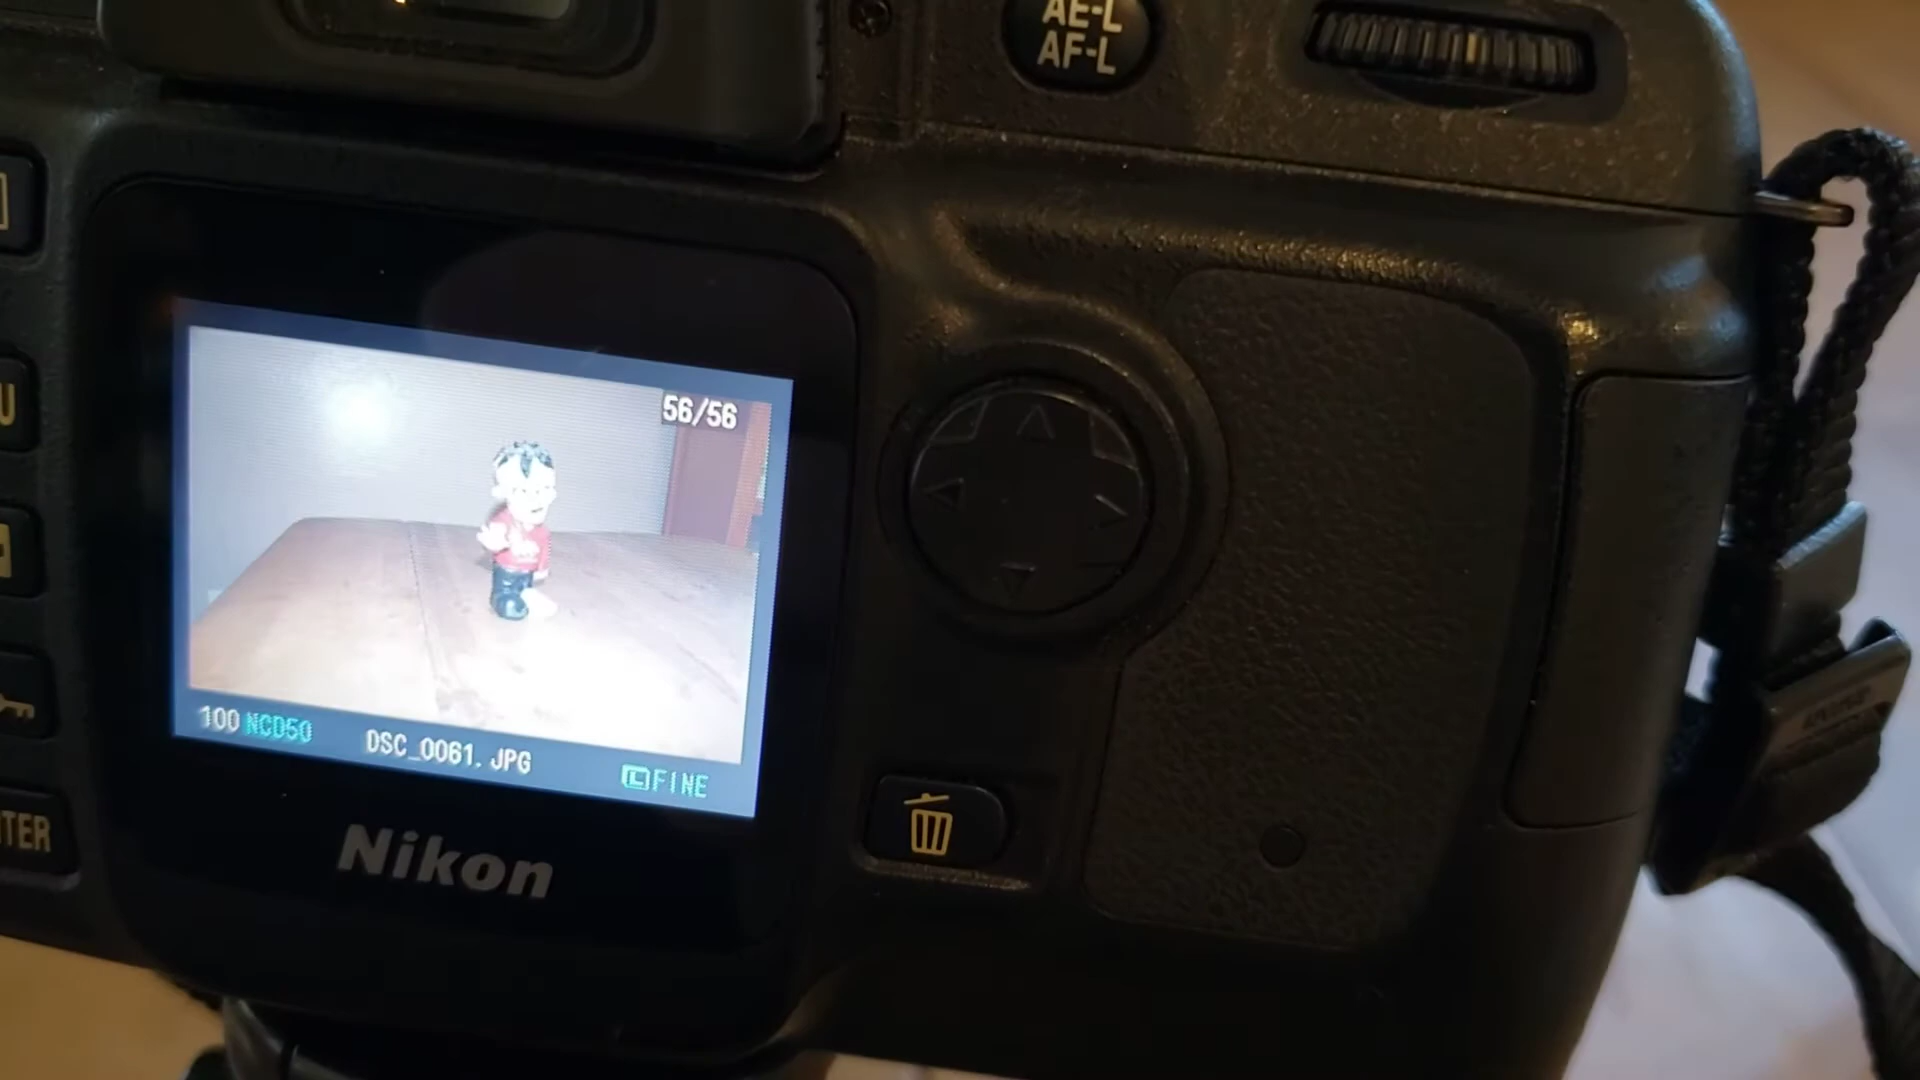 AE-L
AF-L
56/56
U
100 NCD50
DSC_0061.JPG
L FINE
TER
Nikon